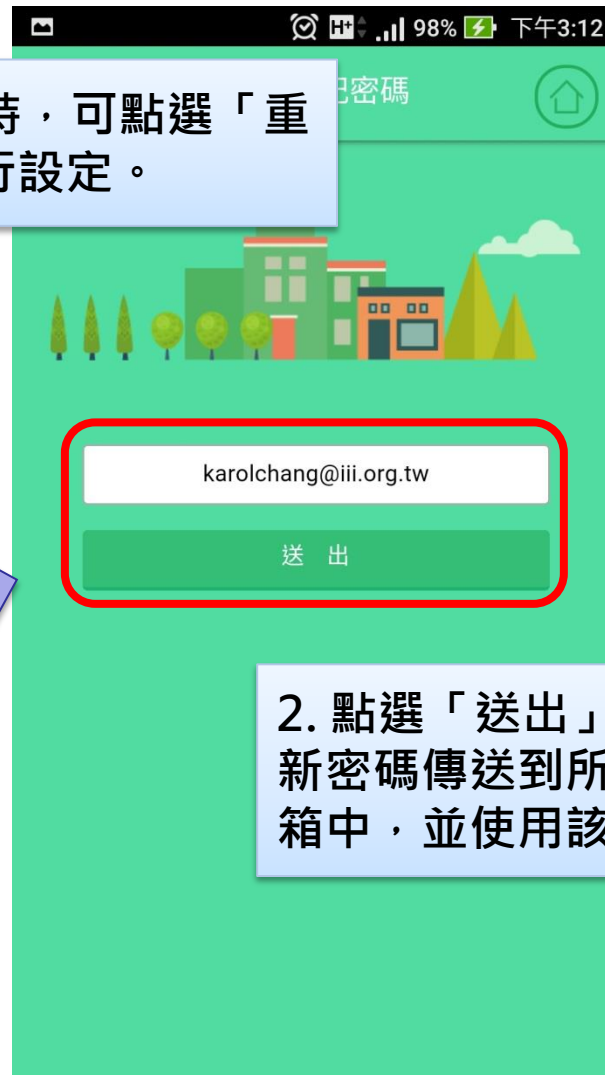 98% 下午3:12
記密碼
時，可點選「重
行設定。
karolchang@iii.org.tw
送 出
2. 點選「送出」
新密碼傳送到所
箱中，並使用該